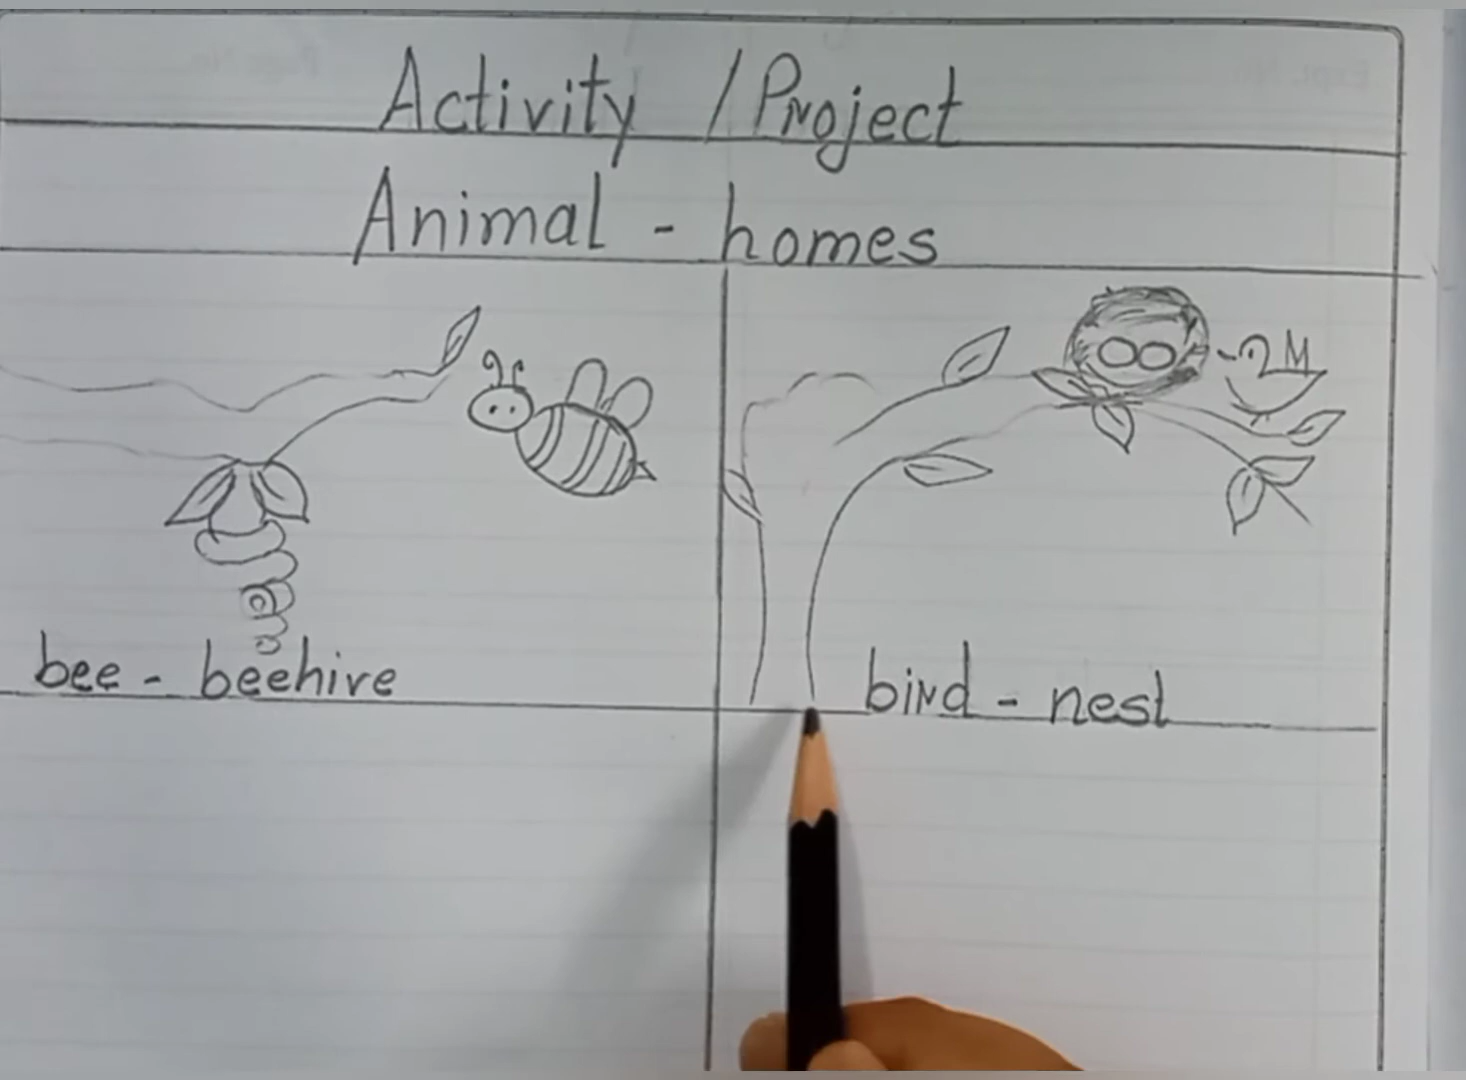 Activity / Project
Animal - homes
bee - beehive
bird - nest